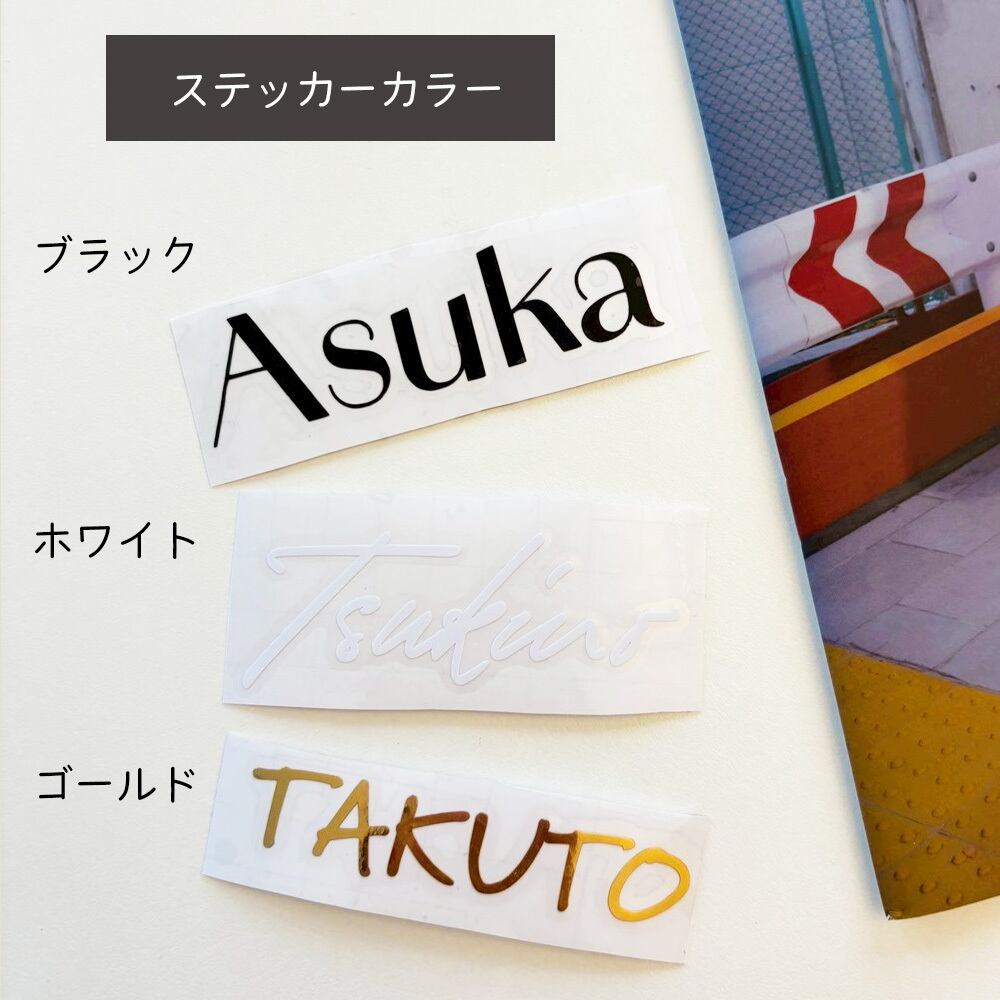 ステッカーカラー
ブラック
Asuka
ホワイト
Tsukino
ゴールド
TAKUTO